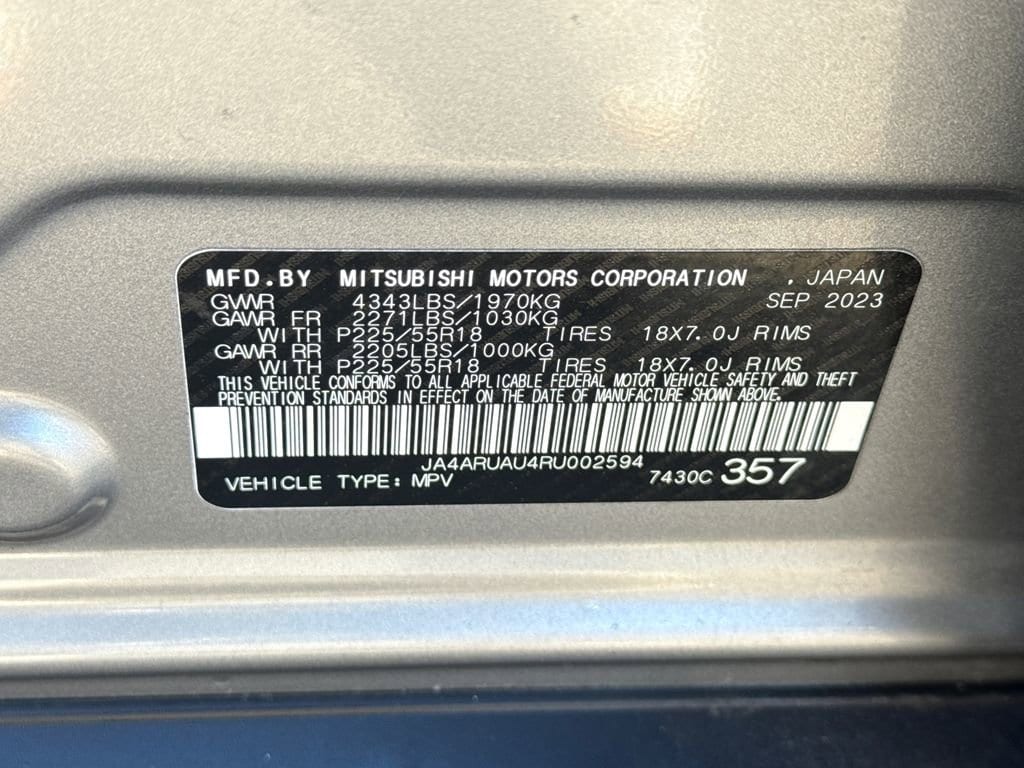 MFD.BY MITSUBISHI MOTORS CORPORATION . JAPAN
GVWR 4343LBS/1970KG SEP 2023
GAWR FR 2271LBS/1030KG
WITH P225/55R18 TIRES 18X7.0J RIMS
GAWR RR 2205LBS/1000KG
WITH P225/55R18 TIRES 18X7.0J RIMS
THIS VEHICLE CONFORMS TO ALL APPLICABLE FEDERAL MOTOR VEHICLE SAFETY AND THEFT
PREVENTION STANDARDS IN EFFECT ON THE DATE OF MANUFACTURE SHOWN ABOVE.
JA4ARUAU4RU002594
VEHICLE TYPE: MPV 7430C 357